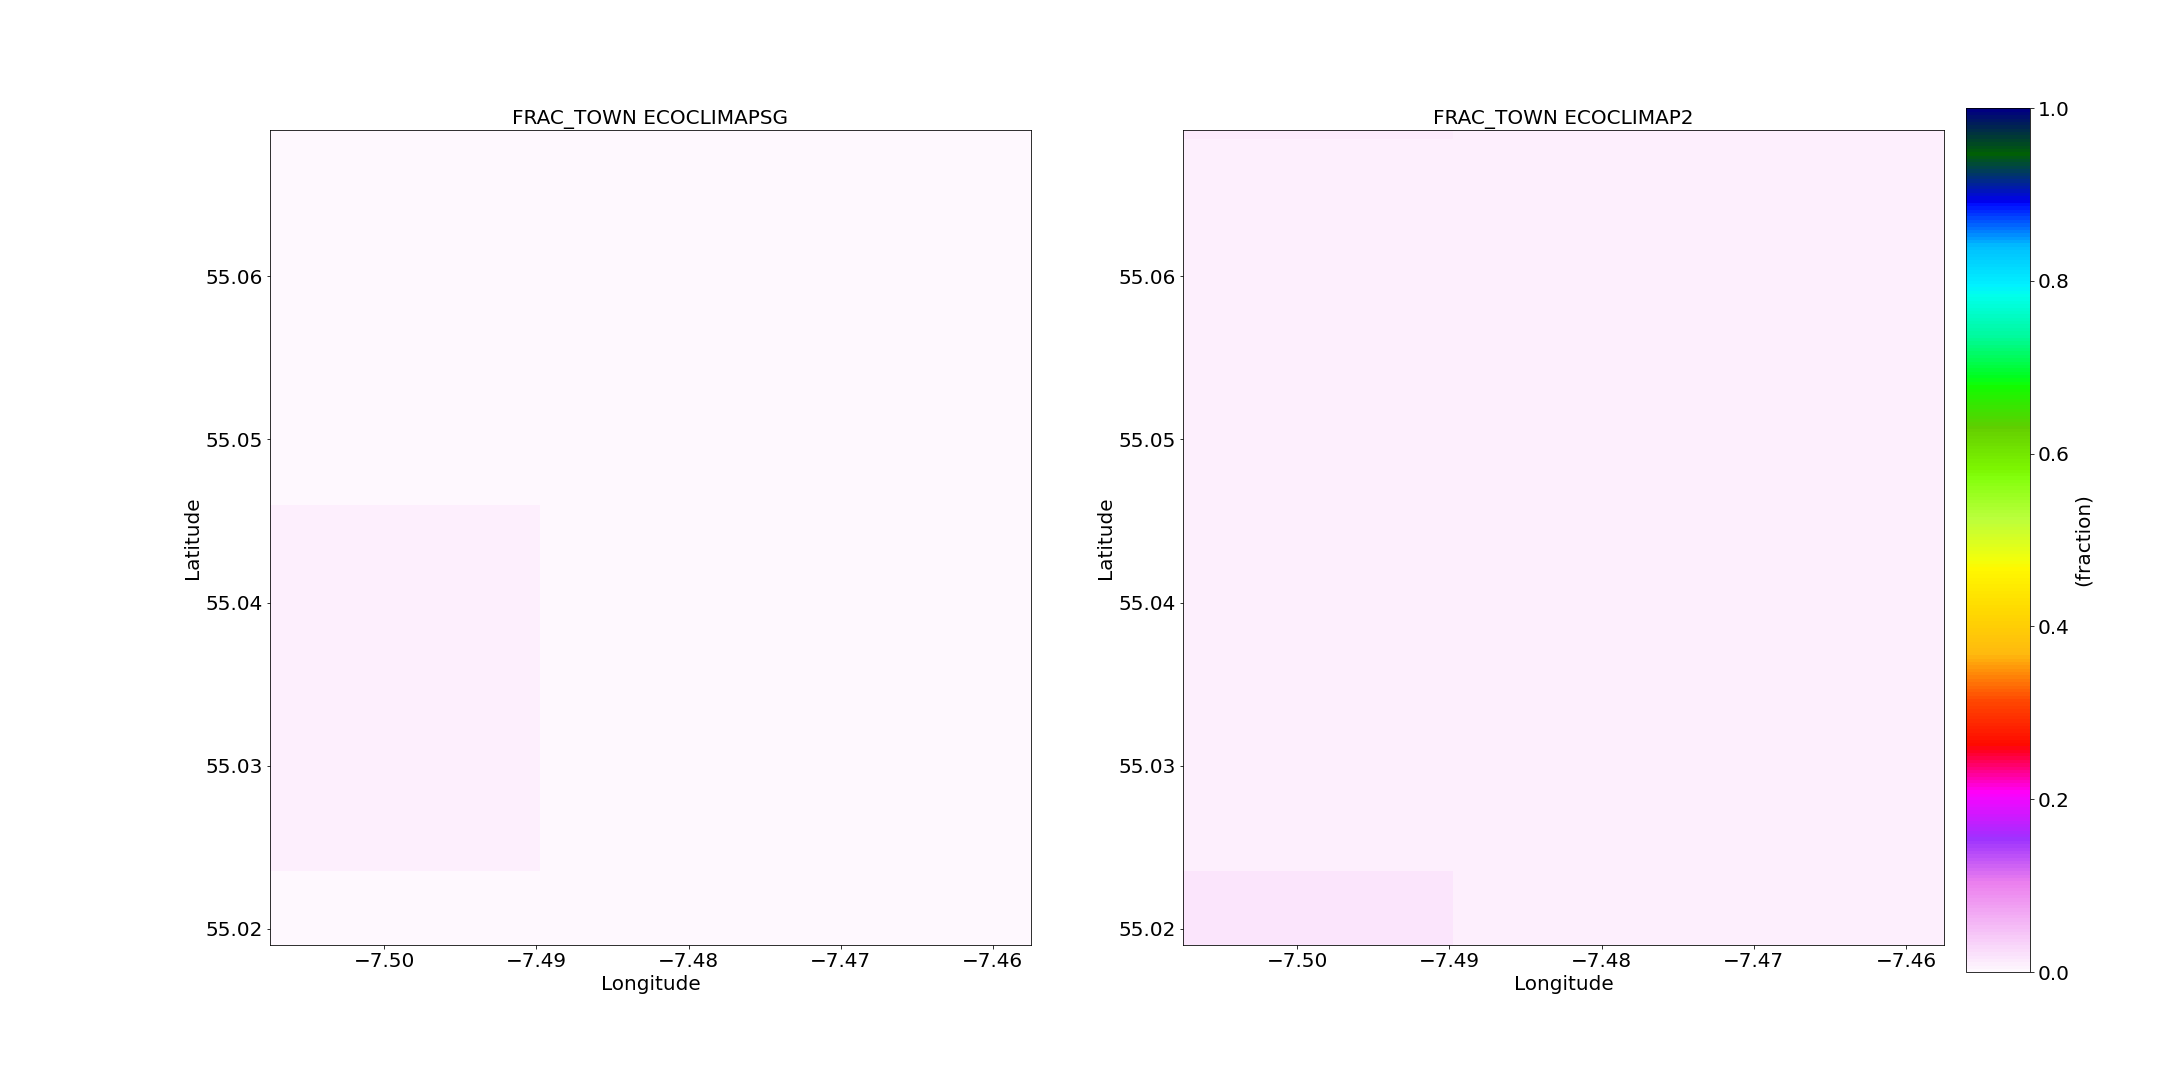 FRAC_TOWN ECOCLIMAPSG
55.06
55.05
55.04
55.03
55.02
Latitude
−7.50 −7.49 −7.48 −7.47 −7.46
Longitude
FRAC_TOWN ECOCLIMAP2
55.06
55.05
55.04
55.03
55.02
Latitude
−7.50 −7.49 −7.48 −7.47 −7.46
Longitude
1.0
0.8
0.6
0.4
0.2
0.0
(fraction)